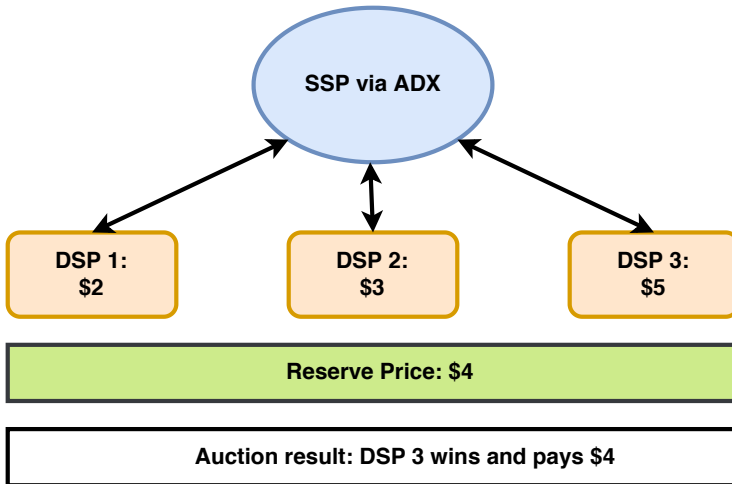 SSP via ADX
DSP 1:
$2
DSP 2:
$3
DSP 3:
$5
Reserve Price: $4
Auction result: DSP 3 wins and pays $4